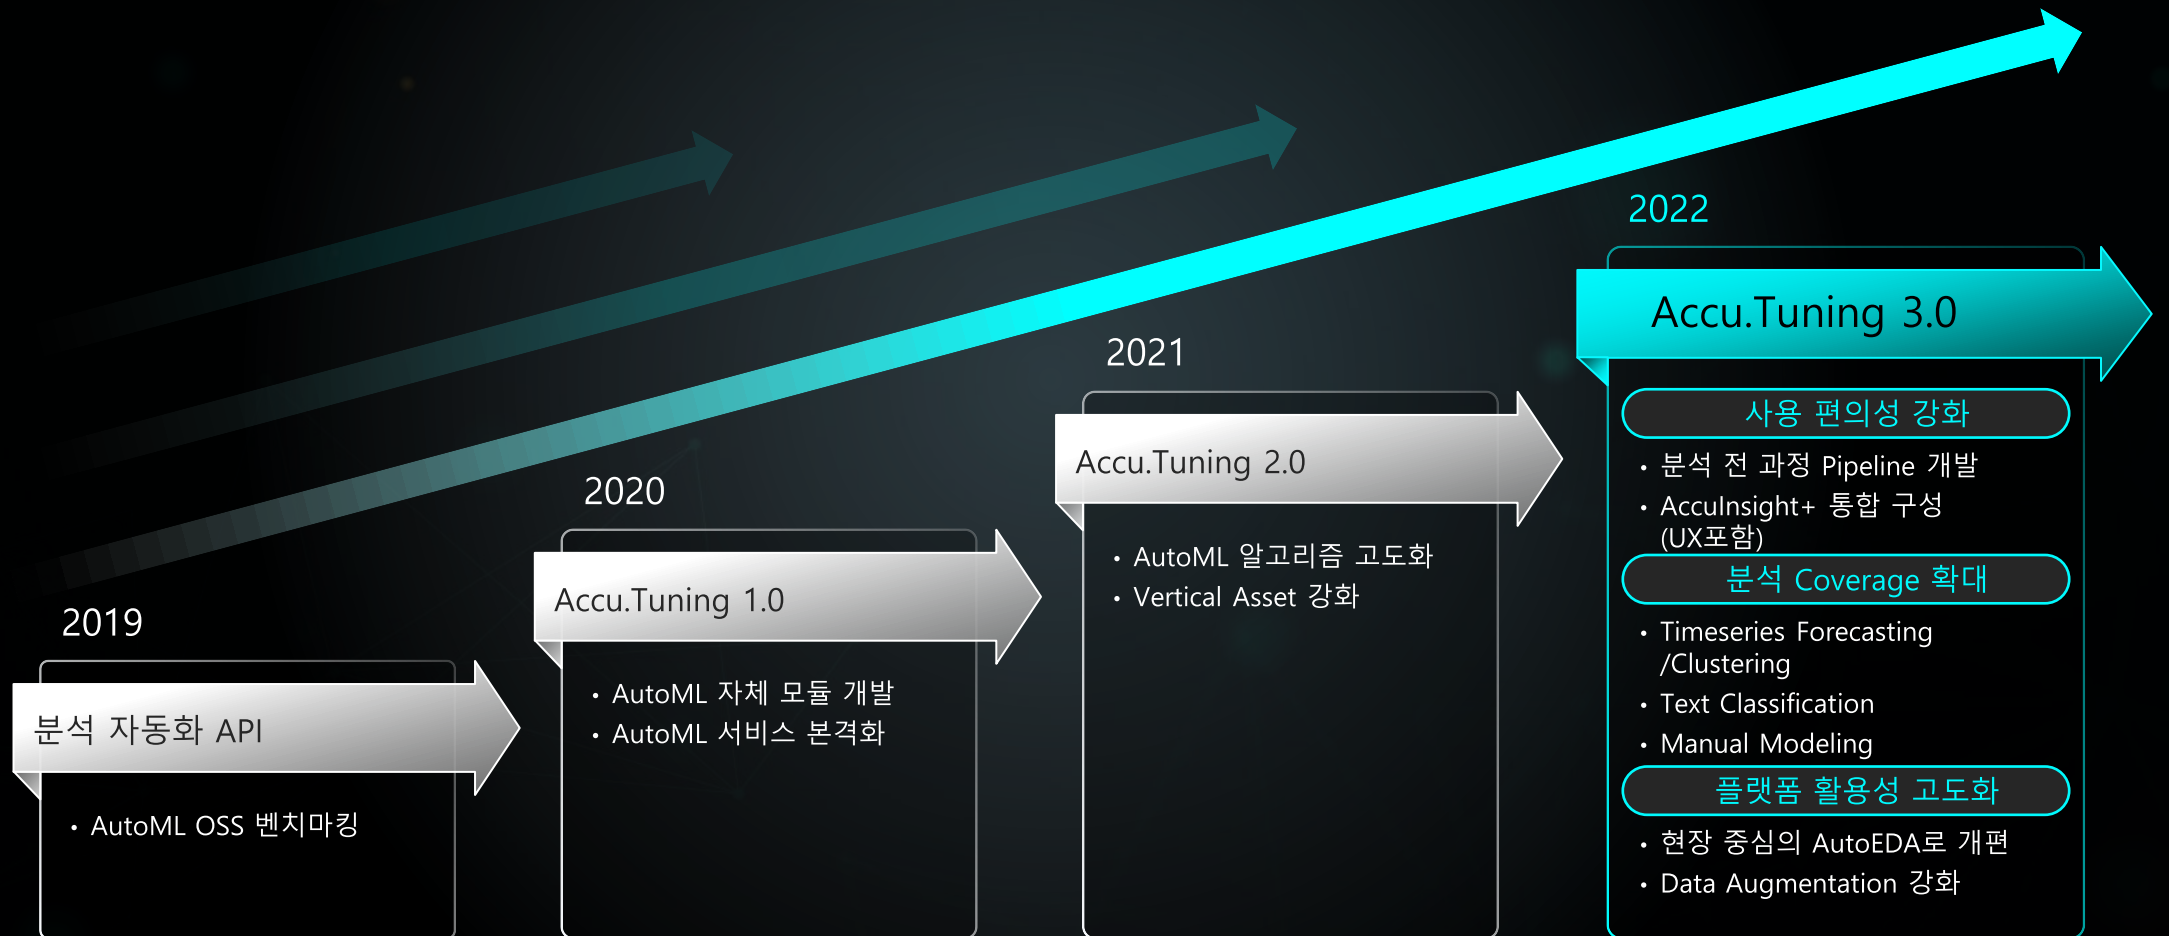 2019
분석 자동화 API
• AutoML OSS 벤치마킹
2020
Accu.Tuning 1.0
• AutoML 자체 모듈 개발
• AutoML 서비스 본격화
2021
Accu.Tuning 2.0
• AutoML 알고리즘 고도화
• Vertical Asset 강화
2022
Accu.Tuning 3.0
사용 편의성 강화
• 분석 전 과정 Pipeline 개발
• AccuInsight+ 통합 구성
(UX포함)
분석 Coverage 확대
• Timeseries Forecasting
/Clustering
• Text Classification
• Manual Modeling
플랫폼 활용성 고도화
• 현장 중심의 AutoEDA로 개편
• Data Augmentation 강화